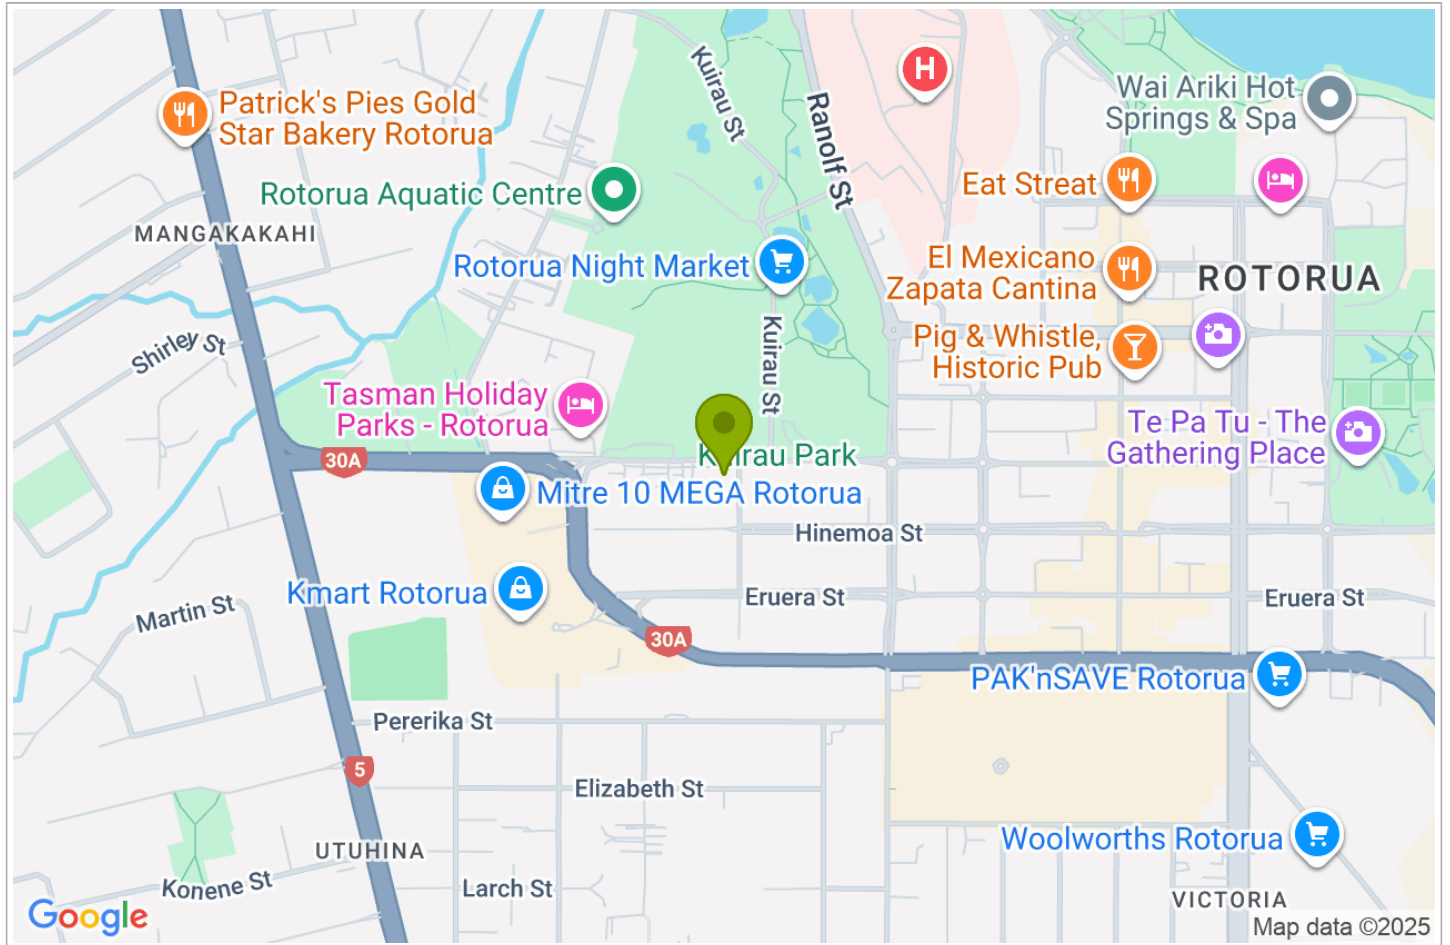 Kuirau St
Ranolf St
H
Wai Ariki Hot
Springs & Spa
Patrick's Pies Gold
Star Bakery Rotorua
Rotorua Aquatic Centre
Eat Streat
MANGAKAKAHI
Rotorua Night Market
El Mexicano
Zapata Cantina
ROTORUA
Shirley St
Kuirau St
Pig & Whistle,
Historic Pub
Tasman Holiday
Parks - Rotorua
Te Pa Tu - The
Gathering Place
30A
Kuirau Park
Mitre 10 MEGA Rotorua
Hinemoa St
Kmart Rotorua
Eruera St
Eruera St
Martin St
30A
PAK'nSAVE Rotorua
Pererika St
5
Elizabeth St
Woolworths Rotorua
UTUHINA
Konene St
Larch St
VICTORIA
Google
Map data ©2025